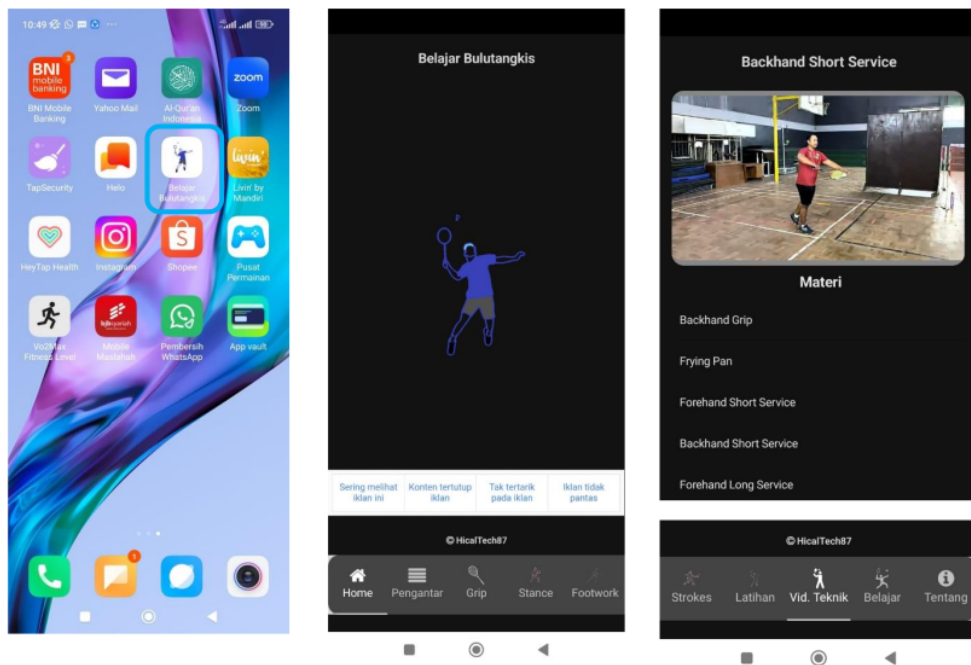 10:49
BNI
mobile
banking
3
zoom
BNI Mobile
Banking
Yahoo Mail
Al-Qur'an
Indonesia
Zoom
livin'
TapSecurity
Helo
Belajar
Bulutangkis
Livin' by
Mandiri
HeyTap Health
Instagram
Shopee
Pusat
Permainan
Vo2Max
Fitness Level
Mobile
Maslahah
Pembersih
WhatsApp
App vault
1
Belajar Bulutangkis
Sering melihat
iklan ini
Konten tertutup
iklan
Tak tertarik
pada iklan
Iklan tidak
pantas
© HicalTech87
Home
Pengantar
Grip
Stance
Footwork
Backhand Short Service
Materi
Backhand Grip
Frying Pan
Forehand Short Service
Backhand Short Service
Forehand Long Service
© HicalTech87
Strokes
Latihan
Vid. Teknik
Belajar
Tentang